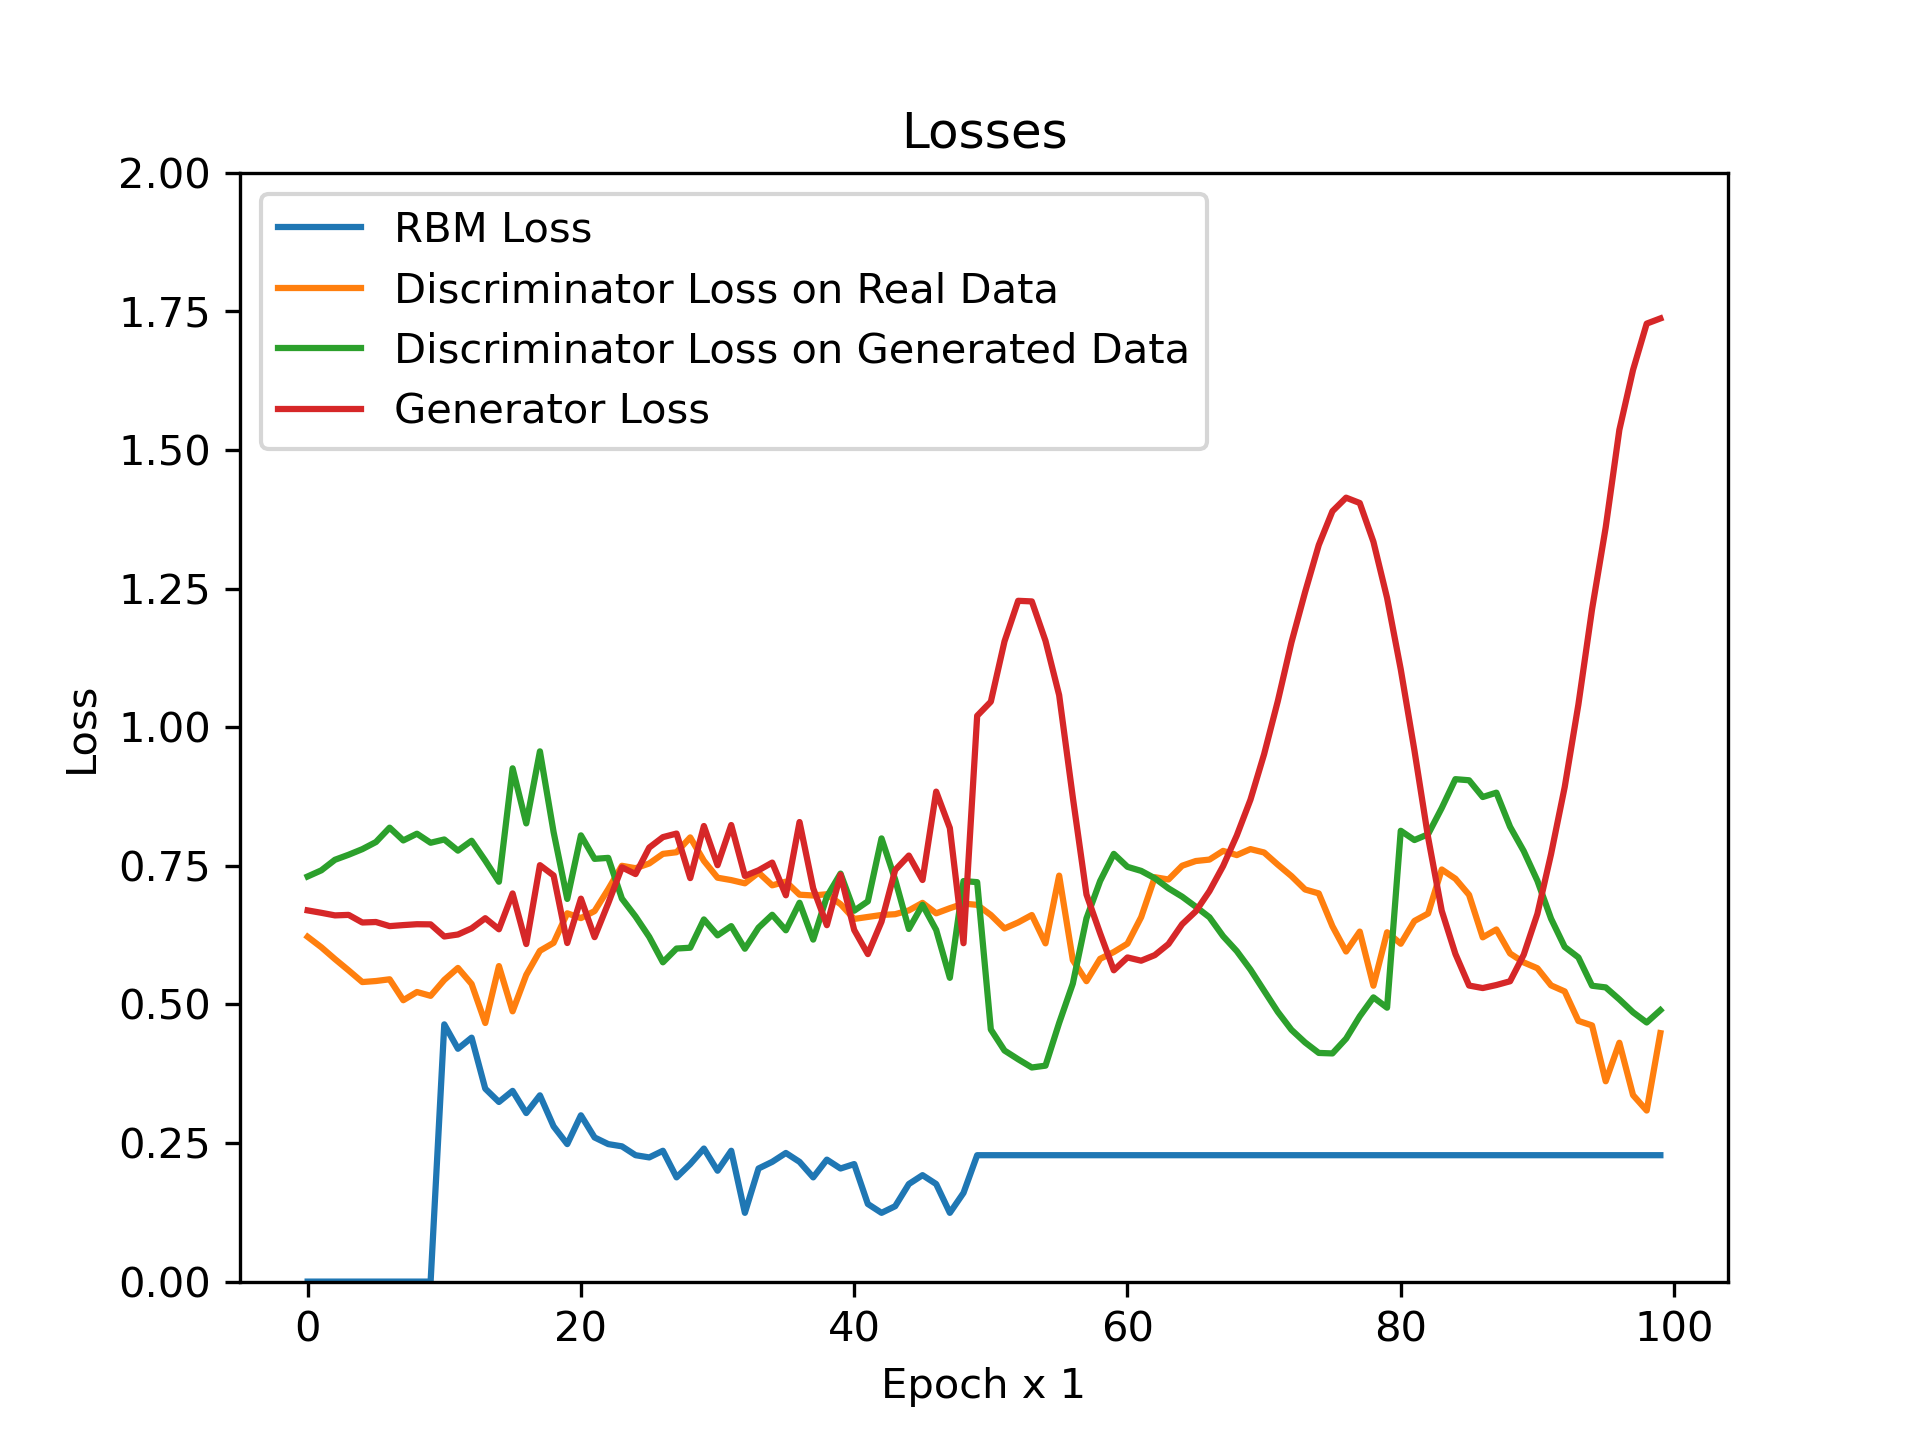 Losses
2.00
1.75
1.50
1.25
1.00
0.75
0.50
0.25
0.00
Loss
RBM Loss
Discriminator Loss on Real Data
Discriminator Loss on Generated Data
Generator Loss
0 20 40 60 80 100
Epoch x 1